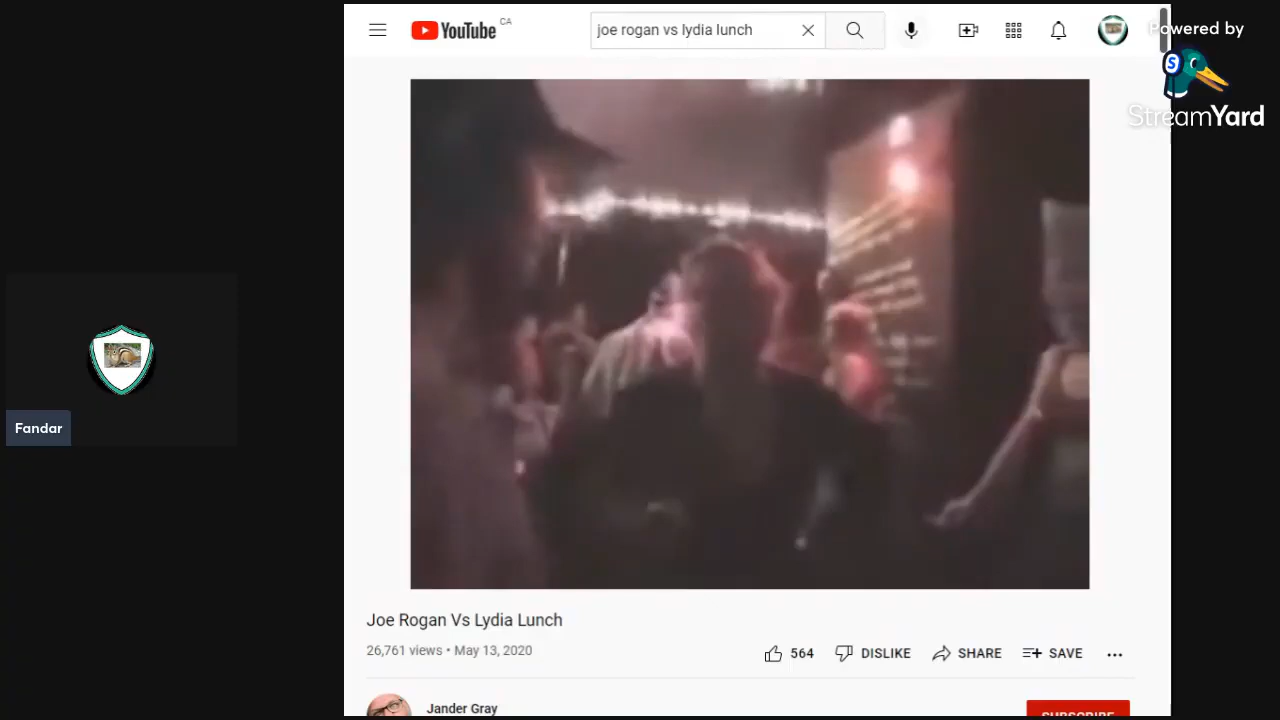 YouTube CA
joe rogan vs lydia lunch
Powered by
StreamYard
Fandar
Joe Rogan Vs Lydia Lunch
26,761 views • May 13, 2020
564 DISLIKE SHARE SAVE
Jander Gray
SUBSCRIBE